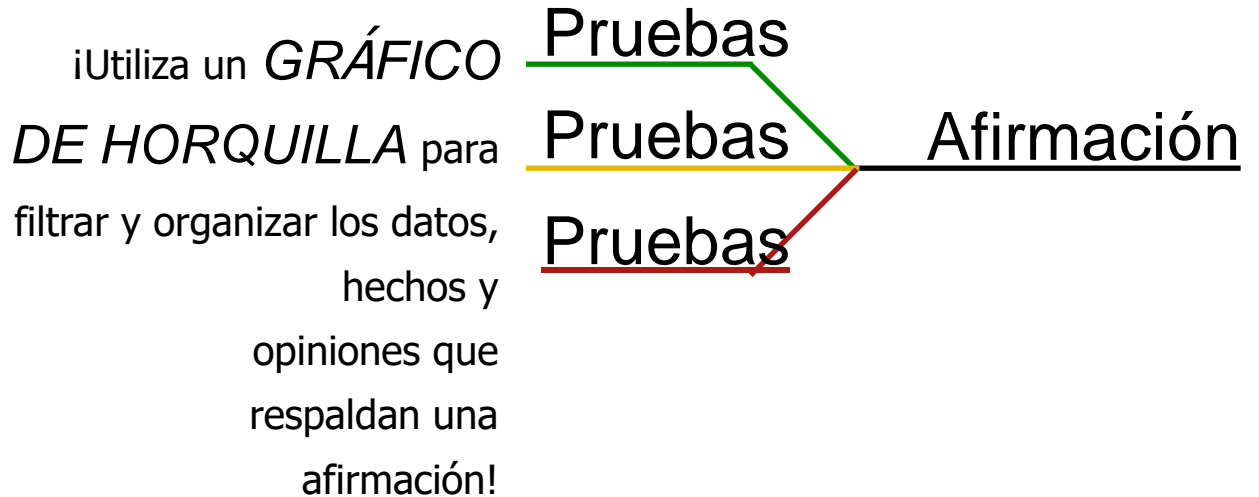 ¡Utiliza un GRÁFICO
DE HORQUILLA para
filtrar y organizar los datos,
hechos y
opiniones que
respaldan una
afirmación!
Pruebas
Pruebas
Pruebas
Afirmación